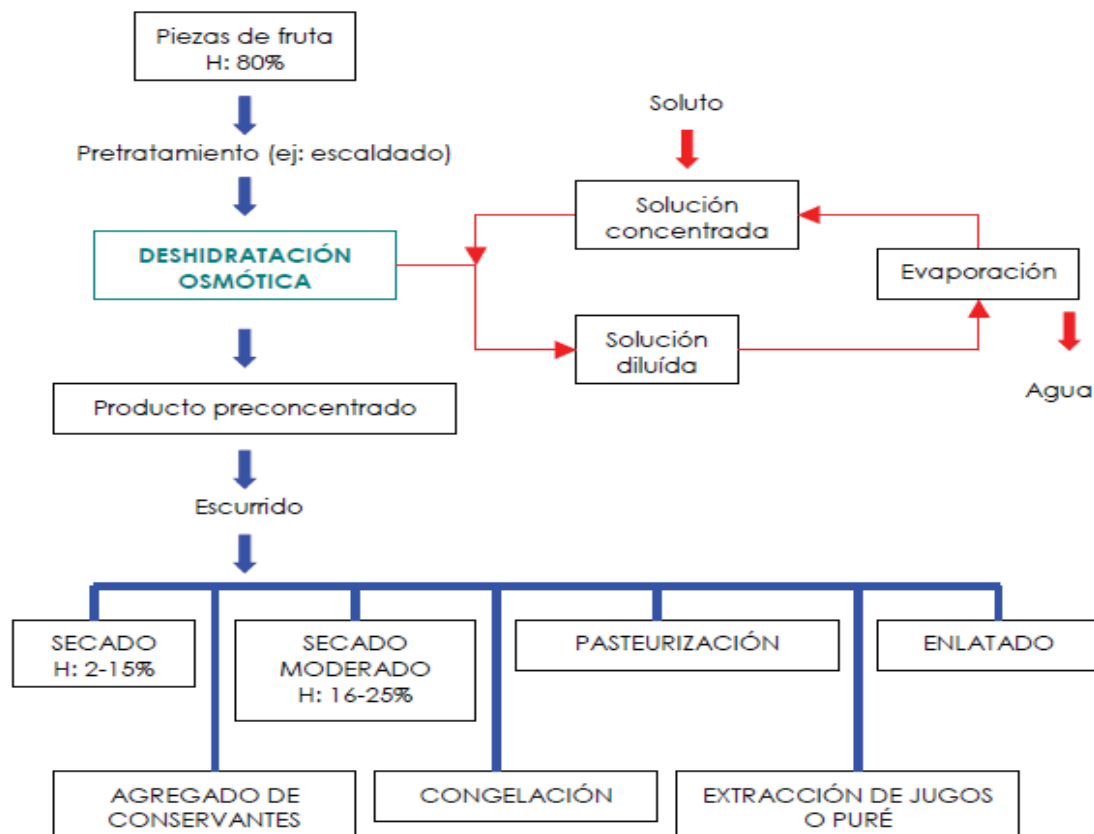 Piezas de fruta
H: 80%
Soluto
Pretratamiento (ej: escaldado)
Solución
concentrada
DESHIDRATACIÓN
OSMÓTICA
Evaporación
Solución
diluída
Agua
Producto preconcentrado
Escurrido
SECADO
H: 2-15%
SECADO
MODERADO
H: 16-25%
PASTEURIZACIÓN
ENLATADO
AGREGADO DE
CONSERVANTES
CONGELACIÓN
EXTRACCIÓN DE JUGOS
O PURÉ